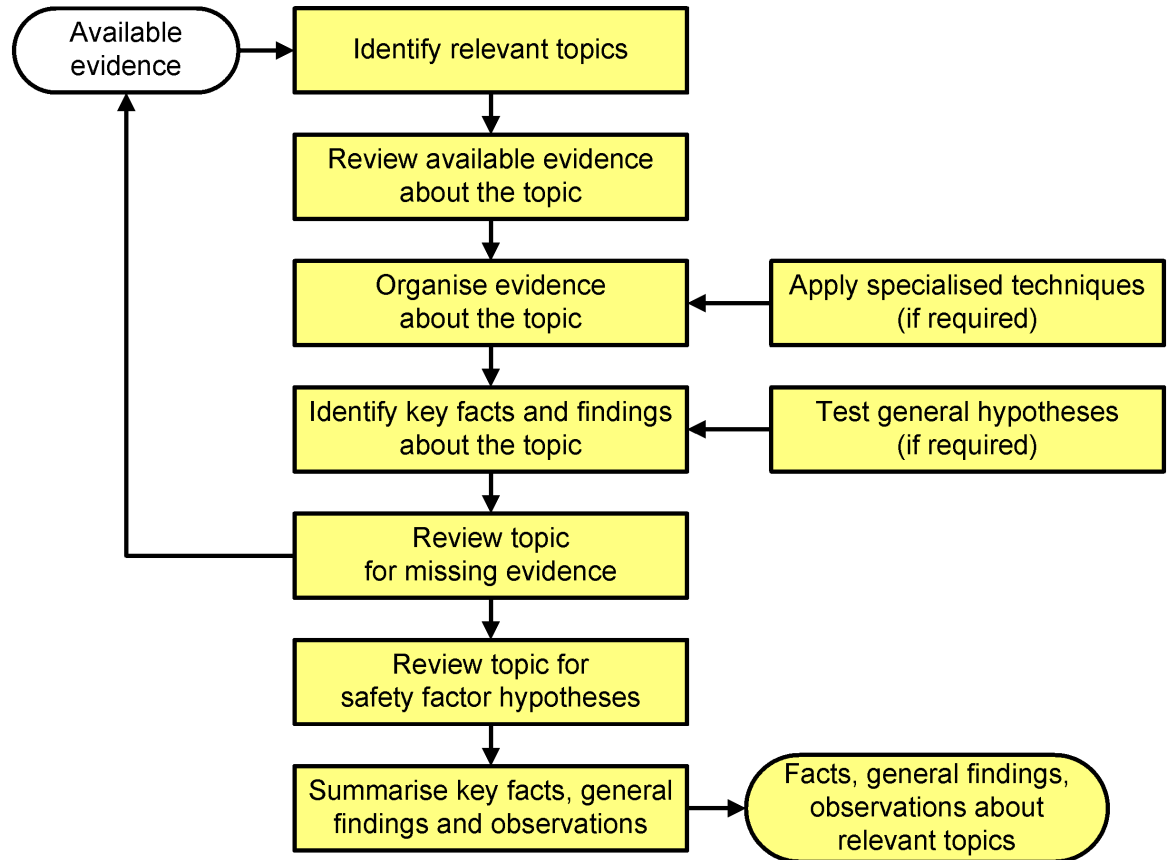 Available
evidence
Identify relevant topics
Review available evidence
about the topic
Organise evidence
about the topic
Apply specialised techniques
(if required)
Identify key facts and findings
about the topic
Test general hypotheses
(if required)
Review topic
for missing evidence
Review topic for
safety factor hypotheses
Summarise key facts, general
findings and observations
Facts, general findings,
observations about
relevant topics